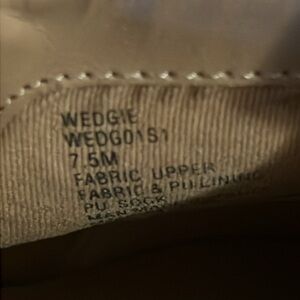 WEDGIE
WEDG01S1
7.5M
FABRIC UPPER
FABRIC & PU LINING
PU SOCK